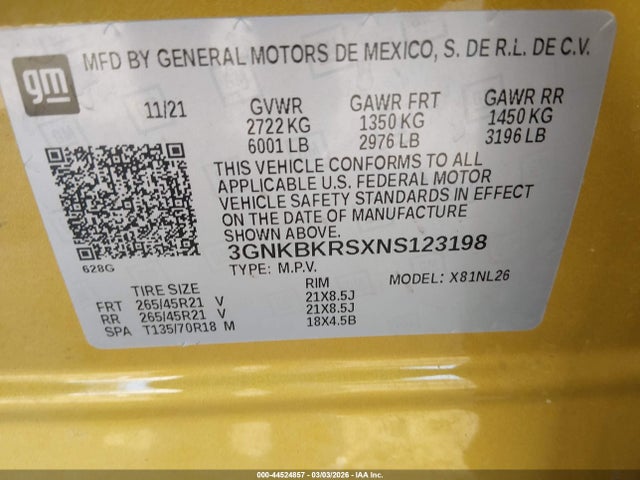 gm
MFD BY GENERAL MOTORS DE MEXICO, S. DE R.L. DE C.V.
11/21 GVWR GAWR FRT GAWR RR
2722 KG 1350 KG 1450 KG
6001 LB 2976 LB 3196 LB
THIS VEHICLE CONFORMS TO ALL
APPLICABLE U.S. FEDERAL MOTOR
VEHICLE SAFETY STANDARDS IN EFFECT
ON THE DATE OF MANUFACTURE
SHOWN ABOVE.
3GNKBKRSXNS123198
628G TYPE: M.P.V. MODEL: X81NL26
TIRE SIZE RIM
FRT 265/45R21 V 21X8.5J
RR 265/45R21 V 21X8.5J
SPA T135/70R18 M 18X4.5B
000-44524857 | 03/03/2026 | IAA Inc.